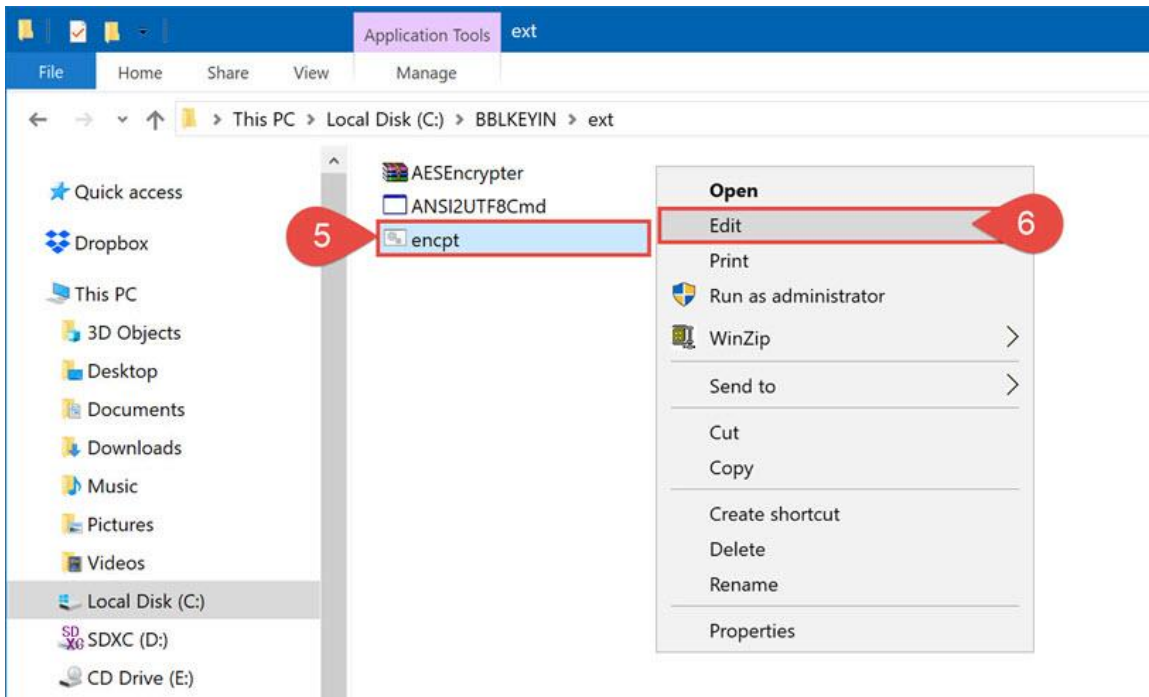 Application Tools ext
File Home Share View Manage
This PC > Local Disk (C:) > BBLKEYIN > ext
Quick access
Dropbox
This PC
3D Objects
Desktop
Documents
Downloads
Music
Pictures
Videos
Local Disk (C:)
SD XC SDXC (D:)
CD Drive (E:)
AESEncrypter
ANSI2UTF8Cmd
5 encpt
Open
Edit 6
Print
Run as administrator
WinZip
Send to
Cut
Copy
Create shortcut
Delete
Rename
Properties